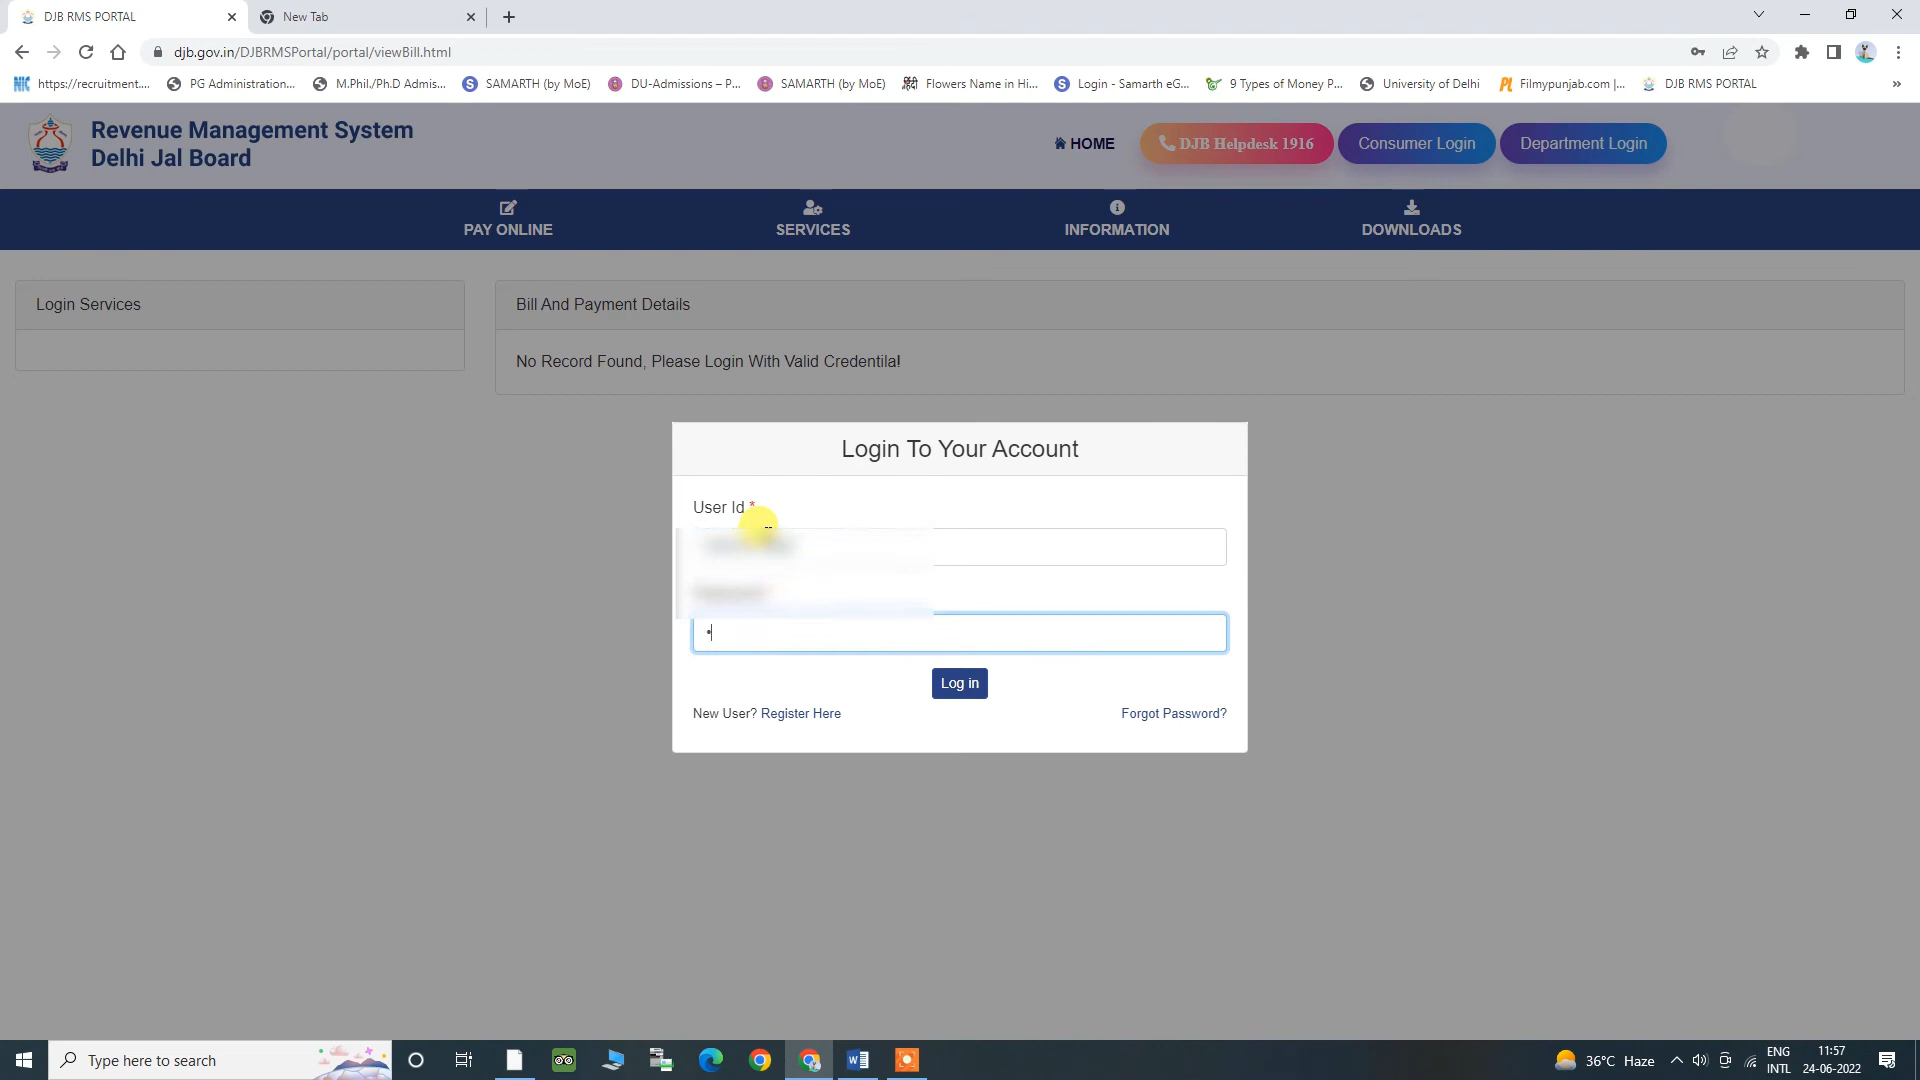 DJB RMS PORTAL
New Tab
djb.gov.in/DJBRMSPortal/portal/viewBill.html
https://recruitment....
PG Administration...
M.Phil./Ph.D Admis...
SAMARTH (by MoE)
DU-Admissions – P...
SAMARTH (by MoE)
Flowers Name in Hi...
Login - Samarth eG...
9 Types of Money P...
University of Delhi
Filmypunjab.com |...
DJB RMS PORTAL
»
Revenue Management System
Delhi Jal Board
HOME
DJB Helpdesk 1916
Consumer Login
Department Login
PAY ONLINE
SERVICES
INFORMATION
DOWNLOADS
Login Services
Bill And Payment Details
No Record Found, Please Login With Valid Credentila!
Login To Your Account
User Id *
Log in
New User? Register Here
Forgot Password?
Type here to search
36°C Haze
ENG
INTL
11:57
24-06-2022